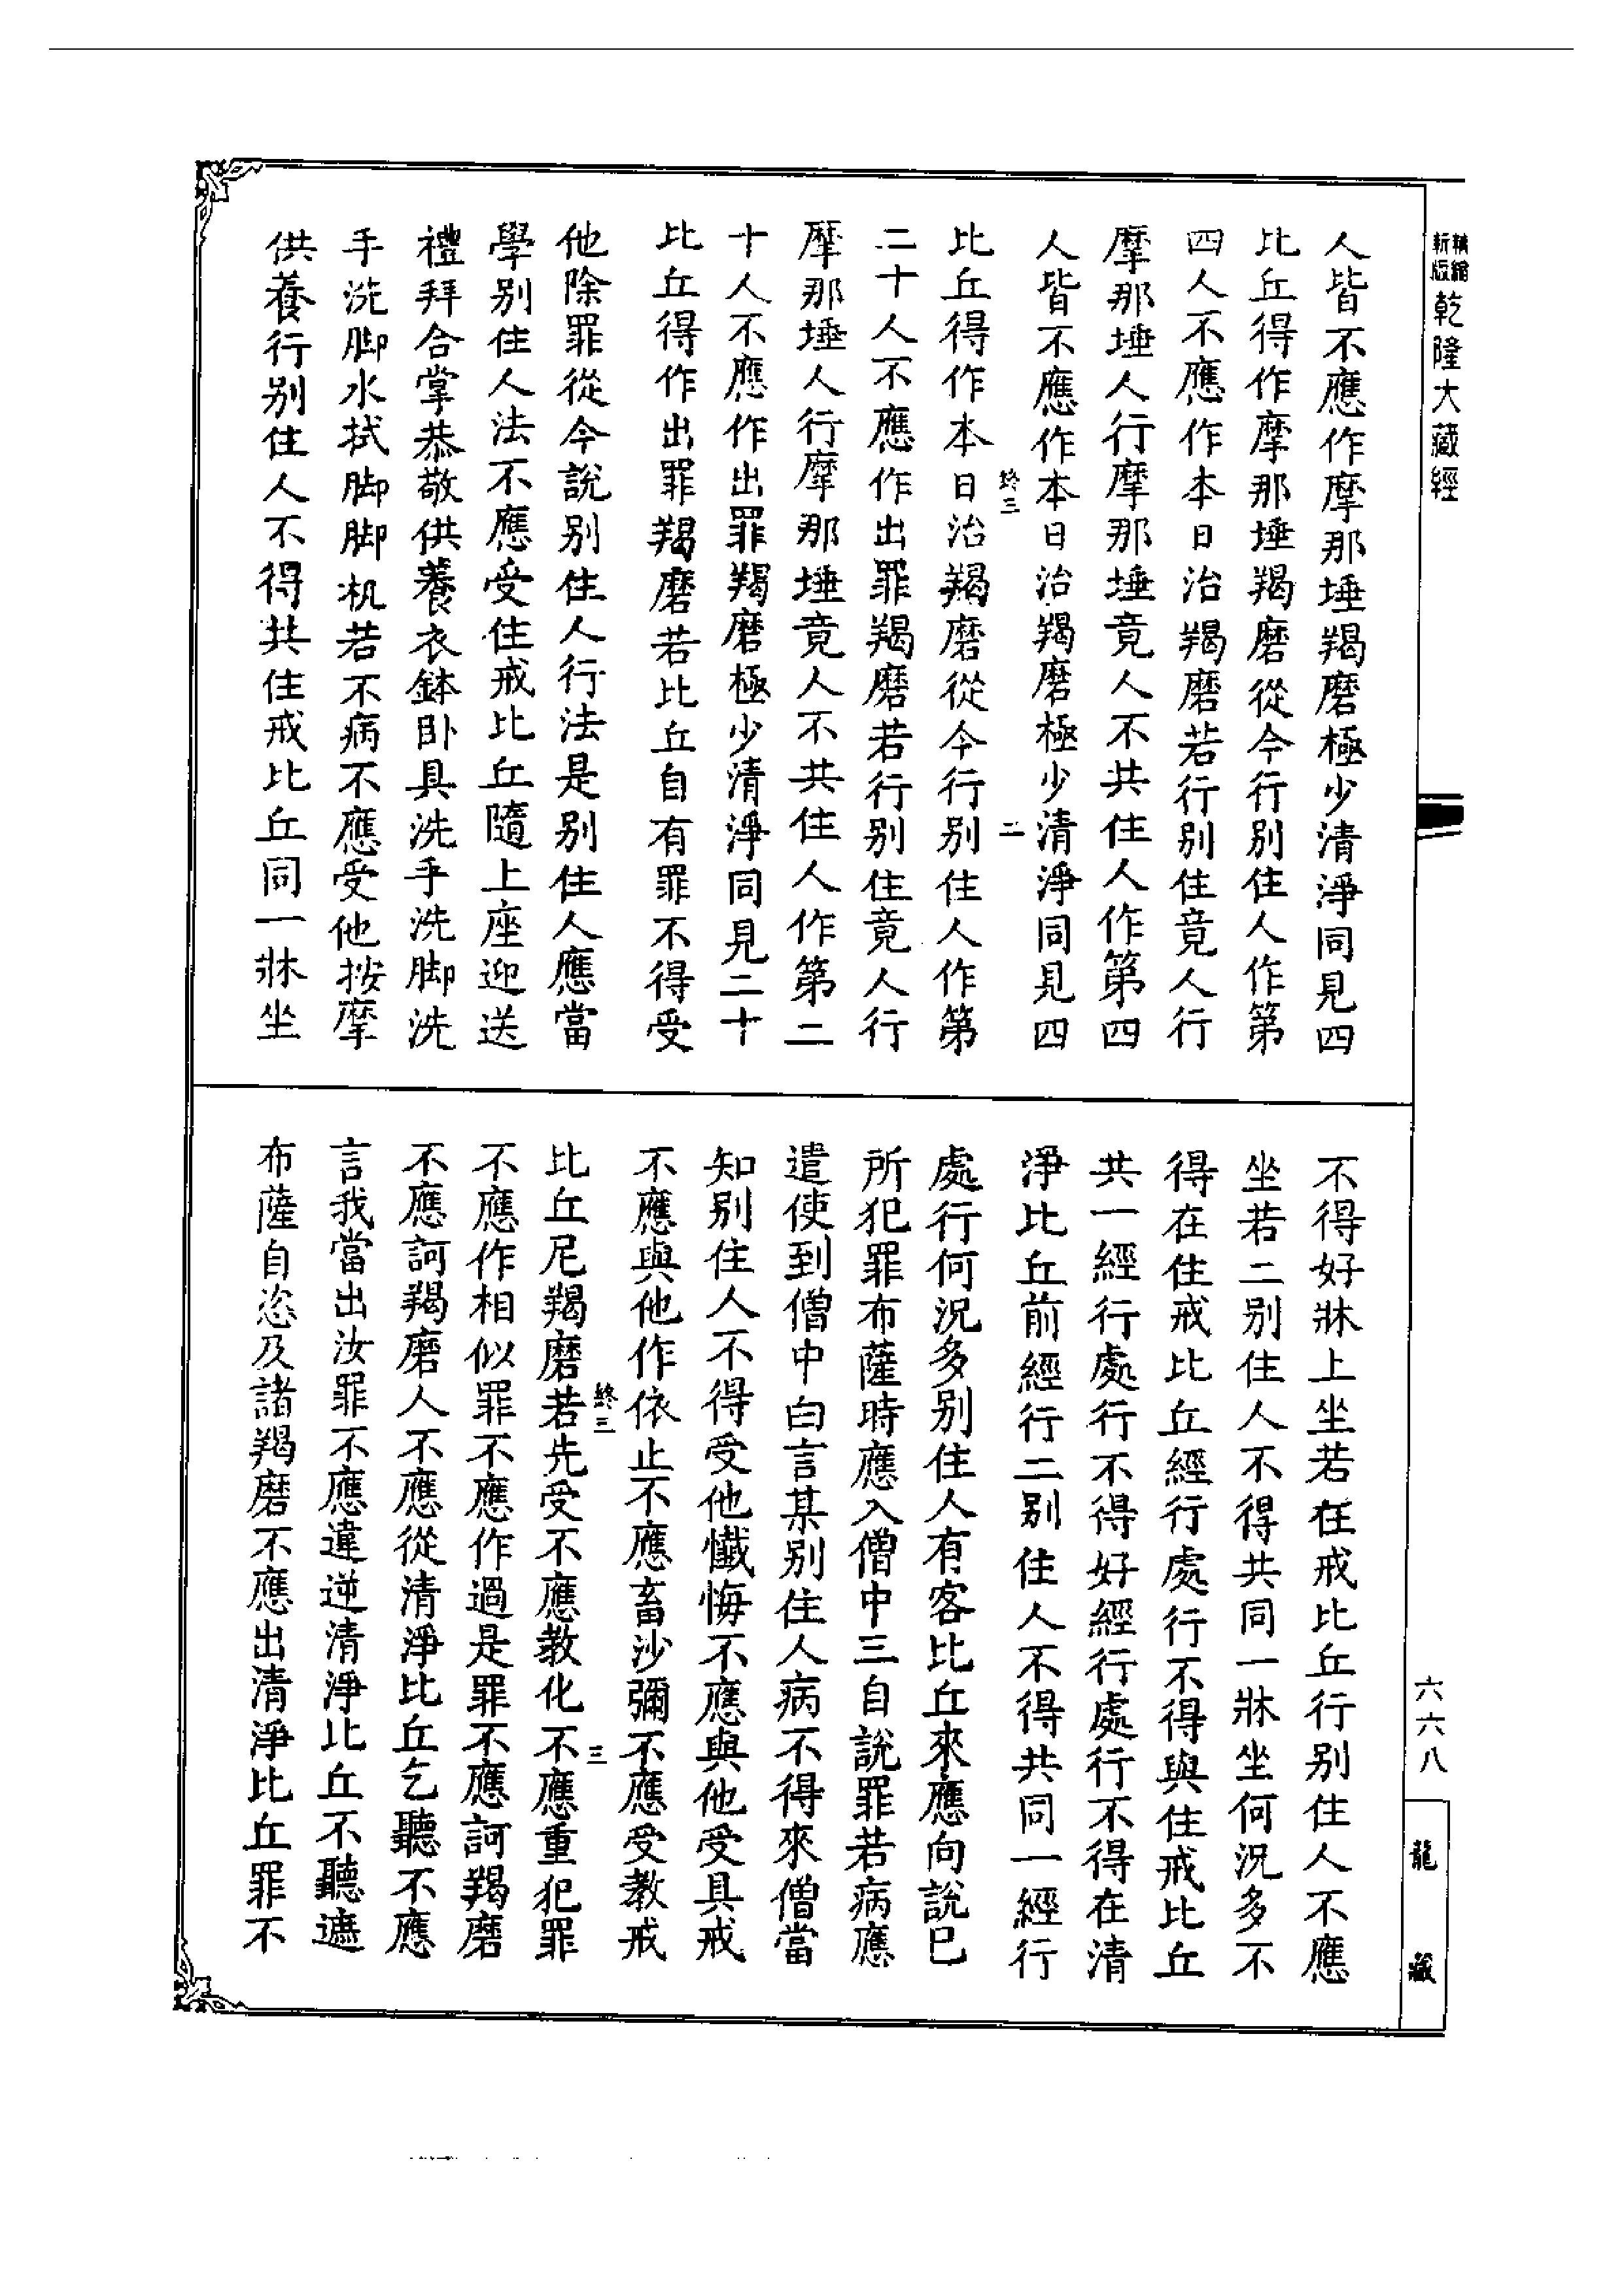 精縮新版乾隆大藏經
人皆不應作摩那埵羯磨極少清淨同見四
比丘得作摩那埵羯磨從今行別住人作第
四人不應作本日治羯磨若行別住竟人行
摩那埵人行摩那埵竟人不共住人作第四
人皆不應作本日治羯磨極少清淨同見四
終三 二
比丘得作本日治羯磨從今行別住人作第
二十人不應作出罪羯磨若行別住竟人行
摩那埵人行摩那埵竟人不共住人作第二
十人不應作出罪羯磨極少清淨同見二十
比丘得作出罪羯磨若比丘自有罪不得受
他除罪從今說別住人行法是別住人應當
學別住人法不應受住戒比丘隨上座迎送
禮拜合掌恭敬供養衣鉢卧具洗手洗脚洗
手洗脚水拭脚脚机若不病不應受他按摩
供養行別住人不得共住戒比丘同一牀坐
不得好牀上坐若在戒比丘行別住人不應
坐若二別住人不得共同一牀坐何況多不
得在住戒比丘經行處行不得與住戒比丘
共一經行處行不得好經行處行不得在清
淨比丘前經行二別住人不得共同一經行
處行何況多別住人有客比丘來應向說已
所犯罪布薩時應入僧中三自說罪若病應
遣使到僧中白言某別住人病不得來僧當
知別住人不得受他懺悔不應與他受具戒
不應與他作依止不應畜沙彌不應受教戒
終三 三
比丘尼羯磨若先受不應教化不應重犯罪
不應作相似罪不應作過是罪不應訶羯磨
不應訶羯磨人不應從清淨比丘乞聽不應
言我當出汝罪不應違逆清淨比丘不聽遮
布薩自恣及諸羯磨不應出清淨比丘罪不
六六八
龍藏